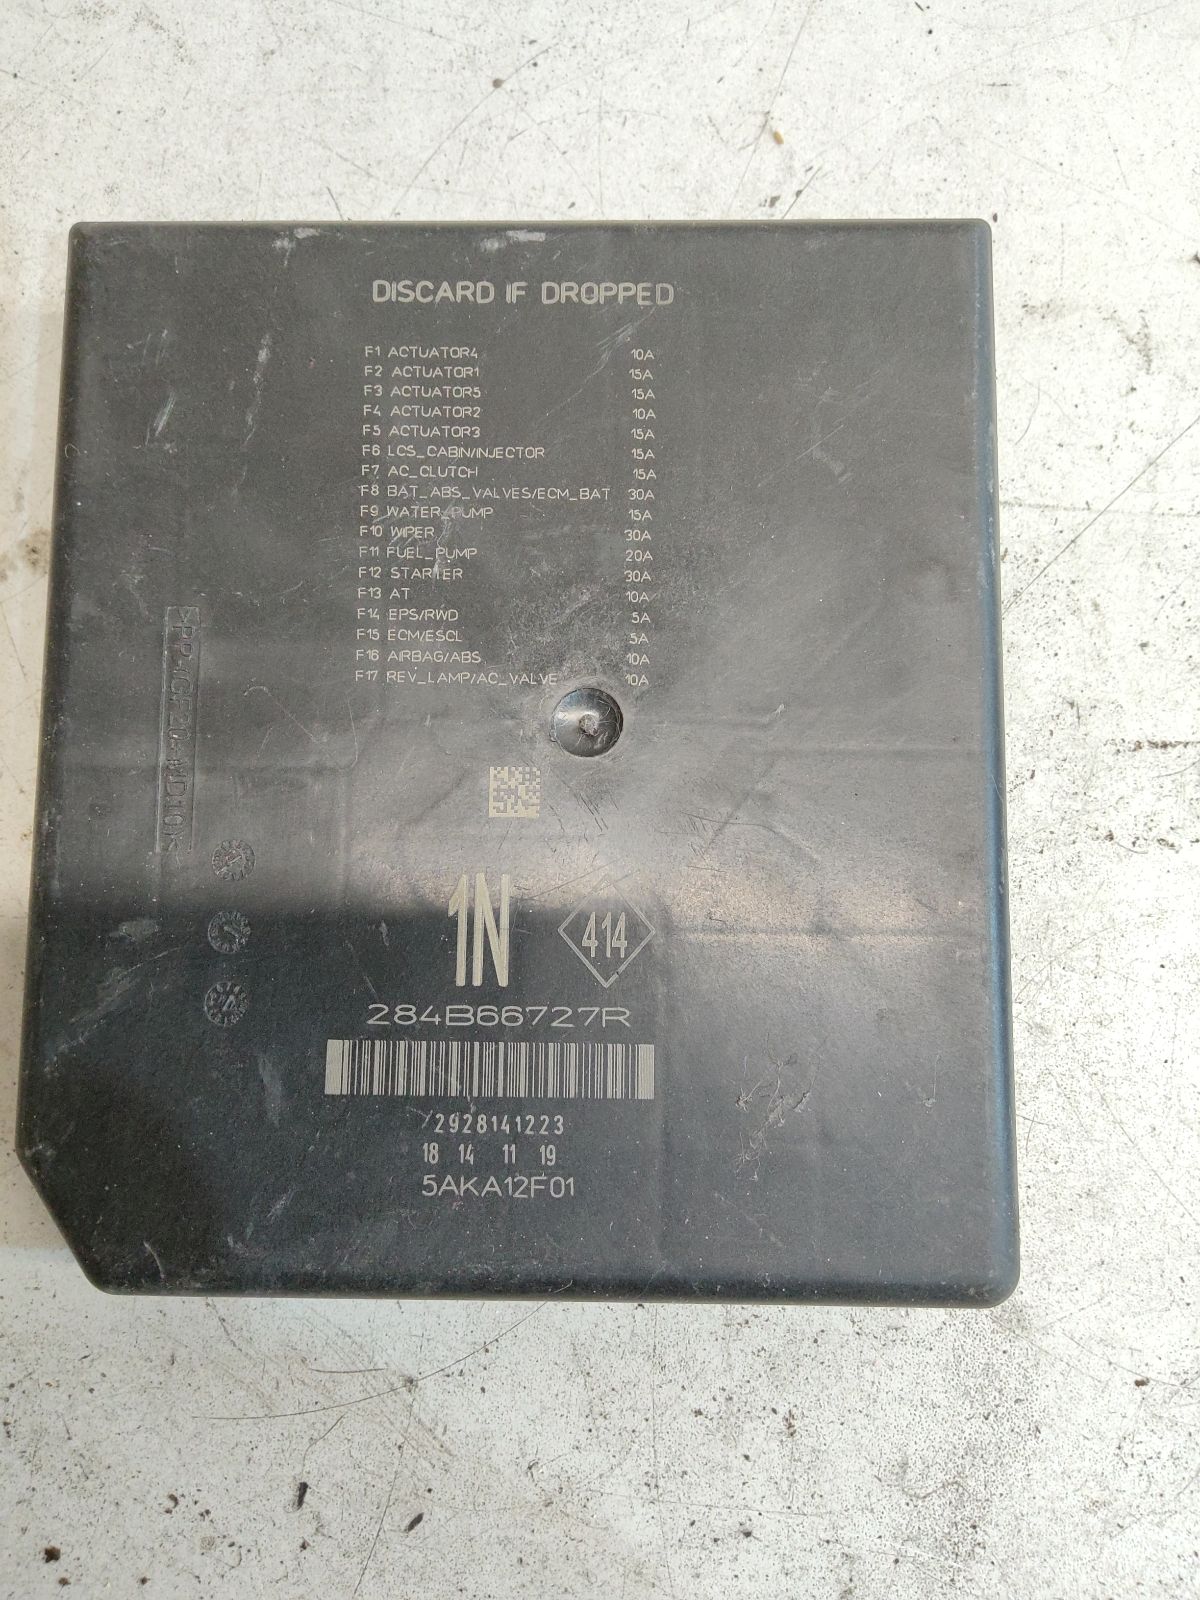 DISCARD IF DROPPED
F1 ACTUATOR4 10A
F2 ACTUATOR1 15A
F3 ACTUATOR5 15A
F4 ACTUATOR2 10A
F5 ACTUATOR3 15A
F6 LCS_CABIN/INJECTOR 15A
F7 AC_CLUTCH 15A
F8 BAT_ABS_VALVES/ECM_BAT 30A
F9 WATER_PUMP 15A
F10 WIPER 30A
F11 FUEL_PUMP 20A
F12 STARTER 30A
F13 AT 10A
F14 EPS/RWD 5A
F15 ECM/ESCL 5A
F16 AIRBAG/ABS 10A
F17 REV_LAMP/AC_VALVE 10A
1N
414
284B66727R
2928141223
18 14 11 19
5AKA12F01